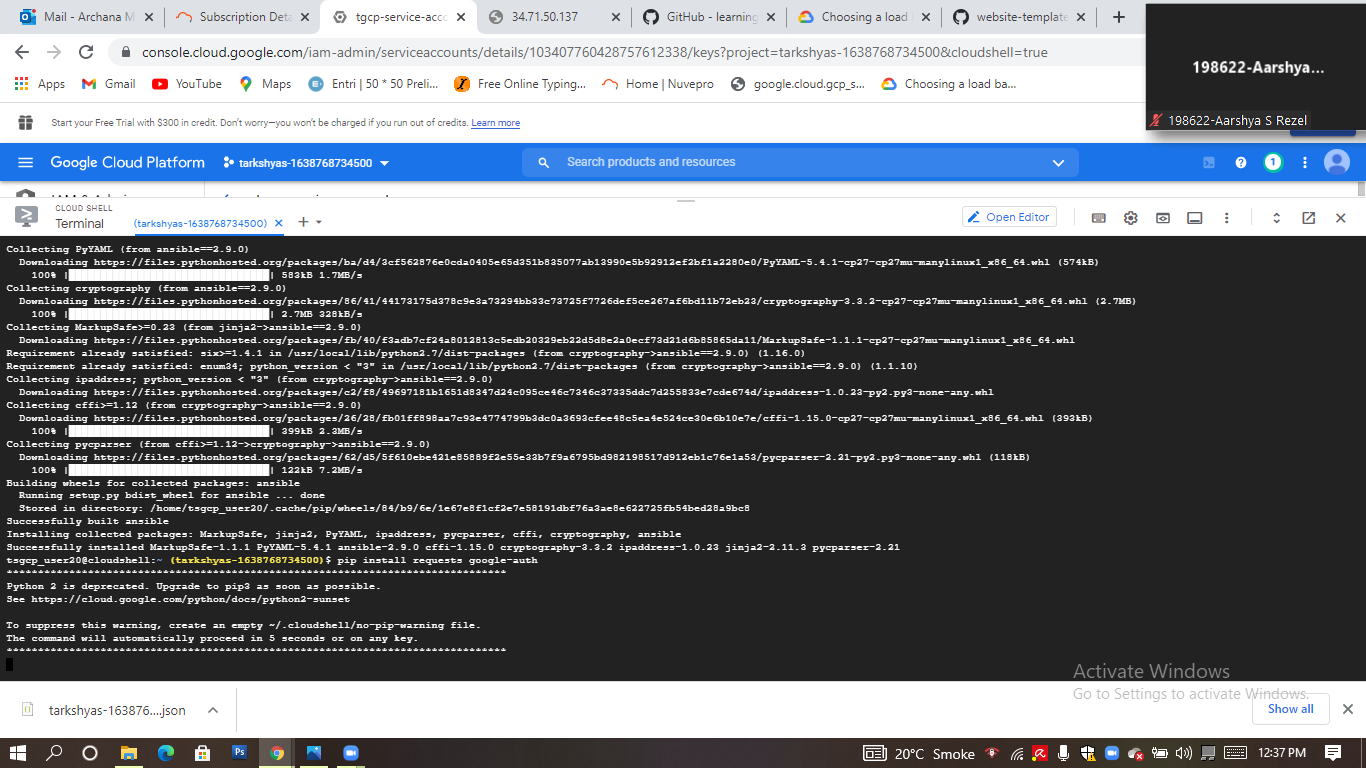 Mail - Archana M
Subscription Deta
tgcp-service-acco
34.71.50.137
GitHub - learning
Choosing a load
website-template
console.cloud.google.com/iam-admin/serviceaccounts/details/103407760428757612338/keys?project=tarkshyas-1638768734500&cloudshell=true
198622-Aarshya...
198622-Aarshya S Rezel
Apps
Gmail
YouTube
Maps
Entri | 50 * 50 Preli...
Free Online Typing...
Home | Nuvepro
google.cloud.gcp_s...
Choosing a load ba...
Start your Free Trial with $300 in credit. Don't worry—you won't be charged if you run out of credits. Learn more
Google Cloud Platform
tarkshyas-1638768734500
Search products and resources
1
CLOUD SHELL
Terminal
(tarkshyas-1638768734500)
Open Editor
Collecting PyYAML (from ansible==2.9.0)
Downloading https://files.pythonhosted.org/packages/ba/d4/3cf562876e0cda0405e65d351b835077ab13990e5b92912ef2bf1a2280e0/PyYAML-5.4.1-cp27-cp27mu-manylinux1_x86_64.whl (574kB)
100% |████████████████████████████████| 583kB 1.7MB/s
Collecting cryptography (from ansible==2.9.0)
Downloading https://files.pythonhosted.org/packages/86/41/44173175d378c9e3a73294bb33c73725f7726def5ce267af6bd11b72eb23/cryptography-3.3.2-cp27-cp27mu-manylinux1_x86_64.whl (2.7MB)
100% |████████████████████████████████| 2.7MB 328kB/s
Collecting MarkupSafe>=0.23 (from jinja2->ansible==2.9.0)
Downloading https://files.pythonhosted.org/packages/fb/40/f3adb7cf24a8012813c5edb20329eb22d5d8e2a0ecf73d21d6b85865da11/MarkupSafe-1.1.1-cp27-cp27mu-manylinux1_x86_64.whl
Requirement already satisfied: six>=1.4.1 in /usr/local/lib/python2.7/dist-packages (from cryptography->ansible==2.9.0) (1.16.0)
Requirement already satisfied: enum34; python_version < "3" in /usr/local/lib/python2.7/dist-packages (from cryptography->ansible==2.9.0) (1.1.10)
Collecting ipaddress; python_version < "3" (from cryptography->ansible==2.9.0)
Downloading https://files.pythonhosted.org/packages/c2/f8/49697181b1651d8347d24c095ce46c7346c37335ddc7d255833e7cde674d/ipaddress-1.0.23-py2.py3-none-any.whl
Collecting cffi>=1.12 (from cryptography->ansible==2.9.0)
Downloading https://files.pythonhosted.org/packages/26/28/fb01ff898aa7c93e4774799b3dc0a3693cfee48c5ea4e524ce30e6b10e7e/cffi-1.15.0-cp27-cp27mu-manylinux1_x86_64.whl (393kB)
100% |████████████████████████████████| 399kB 2.3MB/s
Collecting pycparser (from cffi>=1.12->cryptography->ansible==2.9.0)
Downloading https://files.pythonhosted.org/packages/62/d5/5f610ebe421e85889f2e55e33b7f9a6795bd982198517d912eb1c76e1a53/pycparser-2.21-py2.py3-none-any.whl (118kB)
100% |████████████████████████████████| 122kB 7.2MB/s
Building wheels for collected packages: ansible
Running setup.py bdist_wheel for ansible ... done
Stored in directory: /home/tsgcp_user20/.cache/pip/wheels/84/b9/6e/1e67e8f1cf2e7e58191dbf76a3ae8e622725fb54bed28a9bc8
Successfully built ansible
Installing collected packages: MarkupSafe, jinja2, PyYAML, ipaddress, pycparser, cffi, cryptography, ansible
Successfully installed MarkupSafe-1.1.1 PyYAML-5.4.1 ansible-2.9.0 cffi-1.15.0 cryptography-3.3.2 ipaddress-1.0.23 jinja2-2.11.3 pycparser-2.21
tsgcp_user20@cloudshell:~ (tarkshyas-1638768734500)$ pip install requests google-auth
********************************************************************************
Python 2 is deprecated. Upgrade to pip3 as soon as possible.
See https://cloud.google.com/python/docs/python2-sunset
To suppress this warning, create an empty ~/.cloudshell/no-pip-warning file.
The command will automatically proceed in 5 seconds or on any key.
********************************************************************************
Activate Windows
Go to Settings to activate Windows.
tarkshyas-163876....json
Show all
Ps
20°C Smoke
12:37 PM